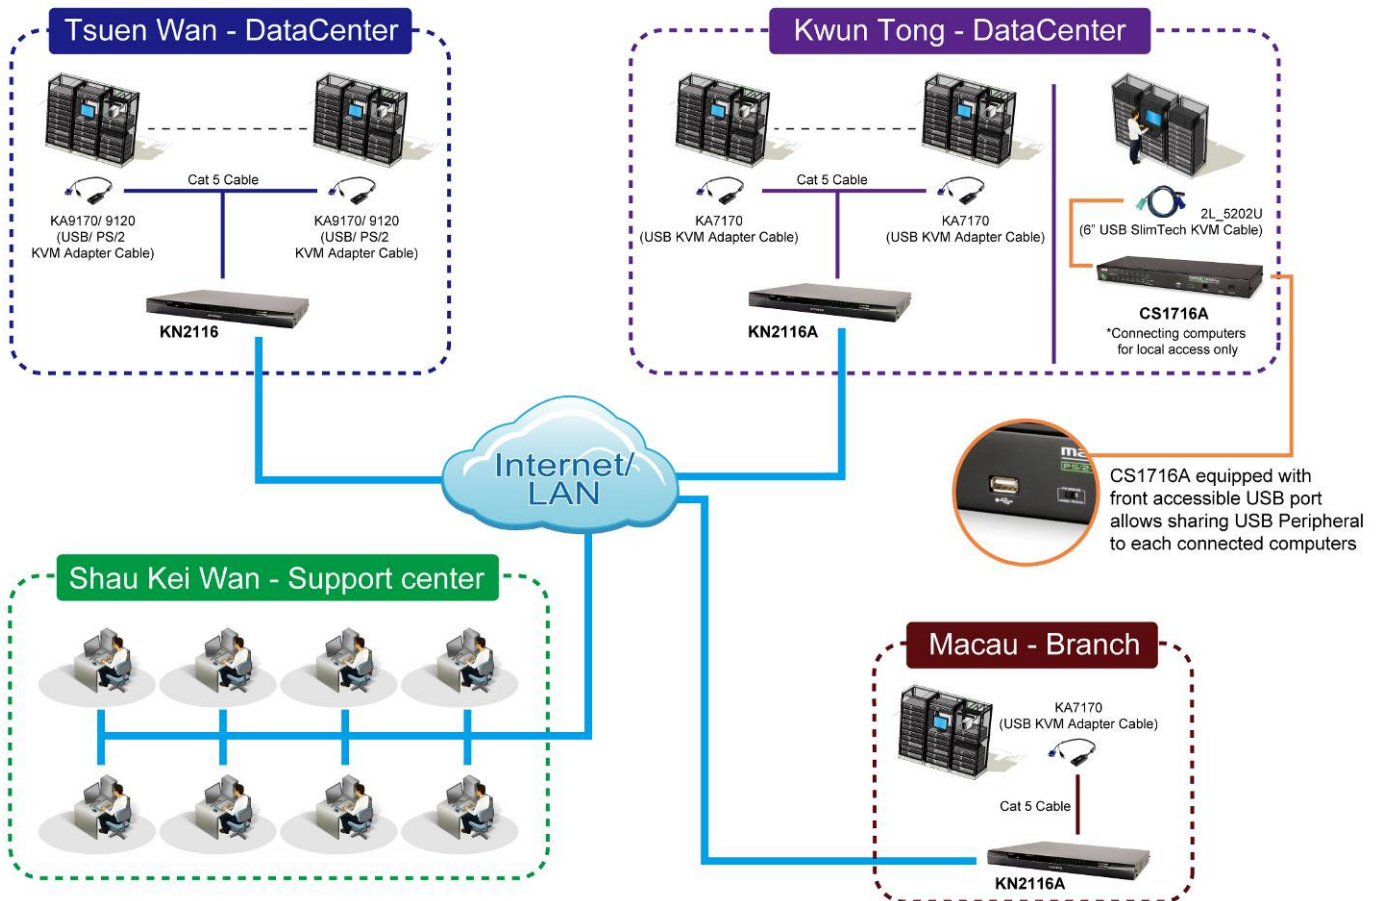 Tsuen Wan - DataCenter
Cat 5 Cable
KA9170/ 9120
(USB/ PS/2
KVM Adapter Cable)
KA9170/ 9120
(USB/ PS/2
KVM Adapter Cable)
KN2116
Kwun Tong - DataCenter
Cat 5 Cable
KA7170
(USB KVM Adapter Cable)
KA7170
(USB KVM Adapter Cable)
KN2116A
2L_5202U
(6" USB SlimTech KVM Cable)
CS1716A
*Connecting computers
for local access only
Internet/
LAN
PS/2
CS1716A equipped with
front accessible USB port
allows sharing USB Peripheral
to each connected computers
Shau Kei Wan - Support center
Macau - Branch
KA7170
(USB KVM Adapter Cable)
Cat 5 Cable
KN2116A